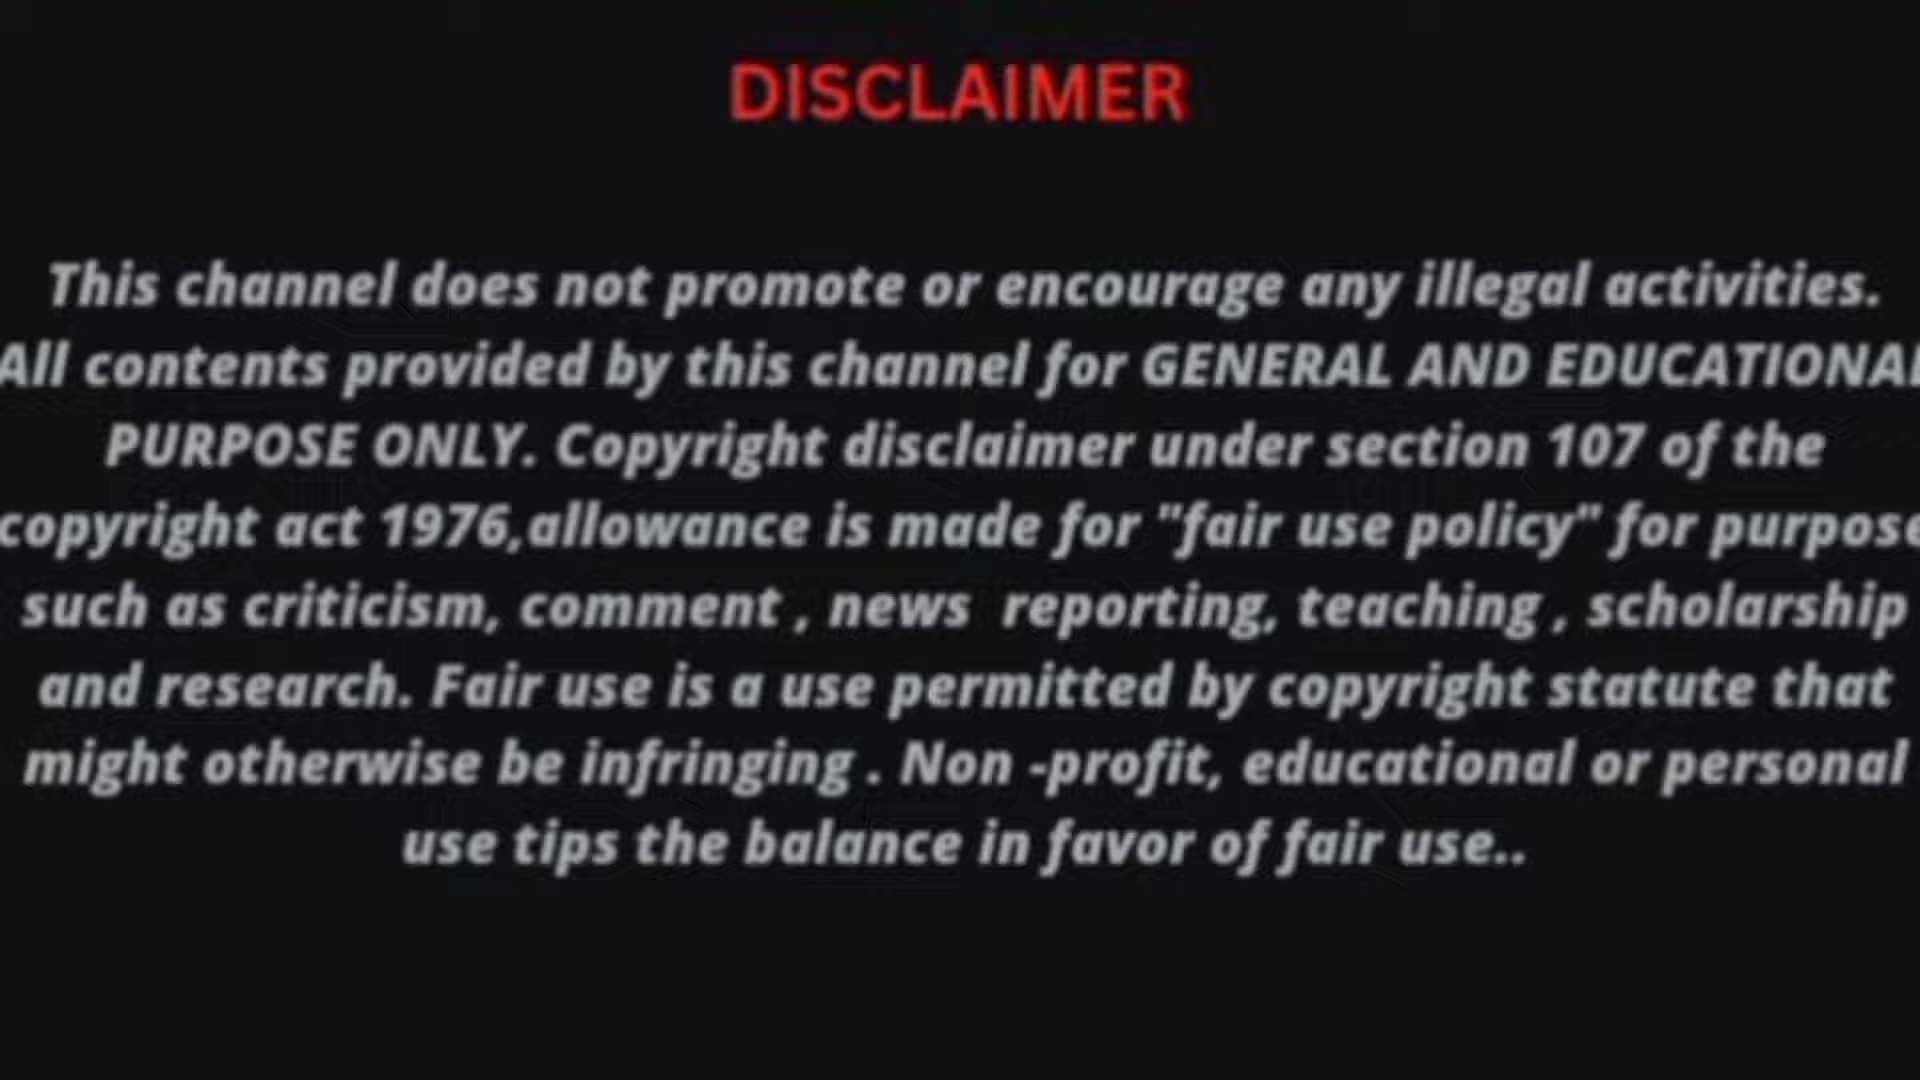 DISCLAIMER
This channel does not promote or encourage any illegal activities.
All contents provided by this channel for GENERAL AND EDUCATIONAL
PURPOSE ONLY. Copyright disclaimer under section 107 of the
copyright act 1976,allowance is made for "fair use policy" for purpose
such as criticism, comment , news  reporting, teaching , scholarship
and research. Fair use is a use permitted by copyright statute that
might otherwise be infringing . Non -profit, educational or personal
use tips the balance in favor of fair use..